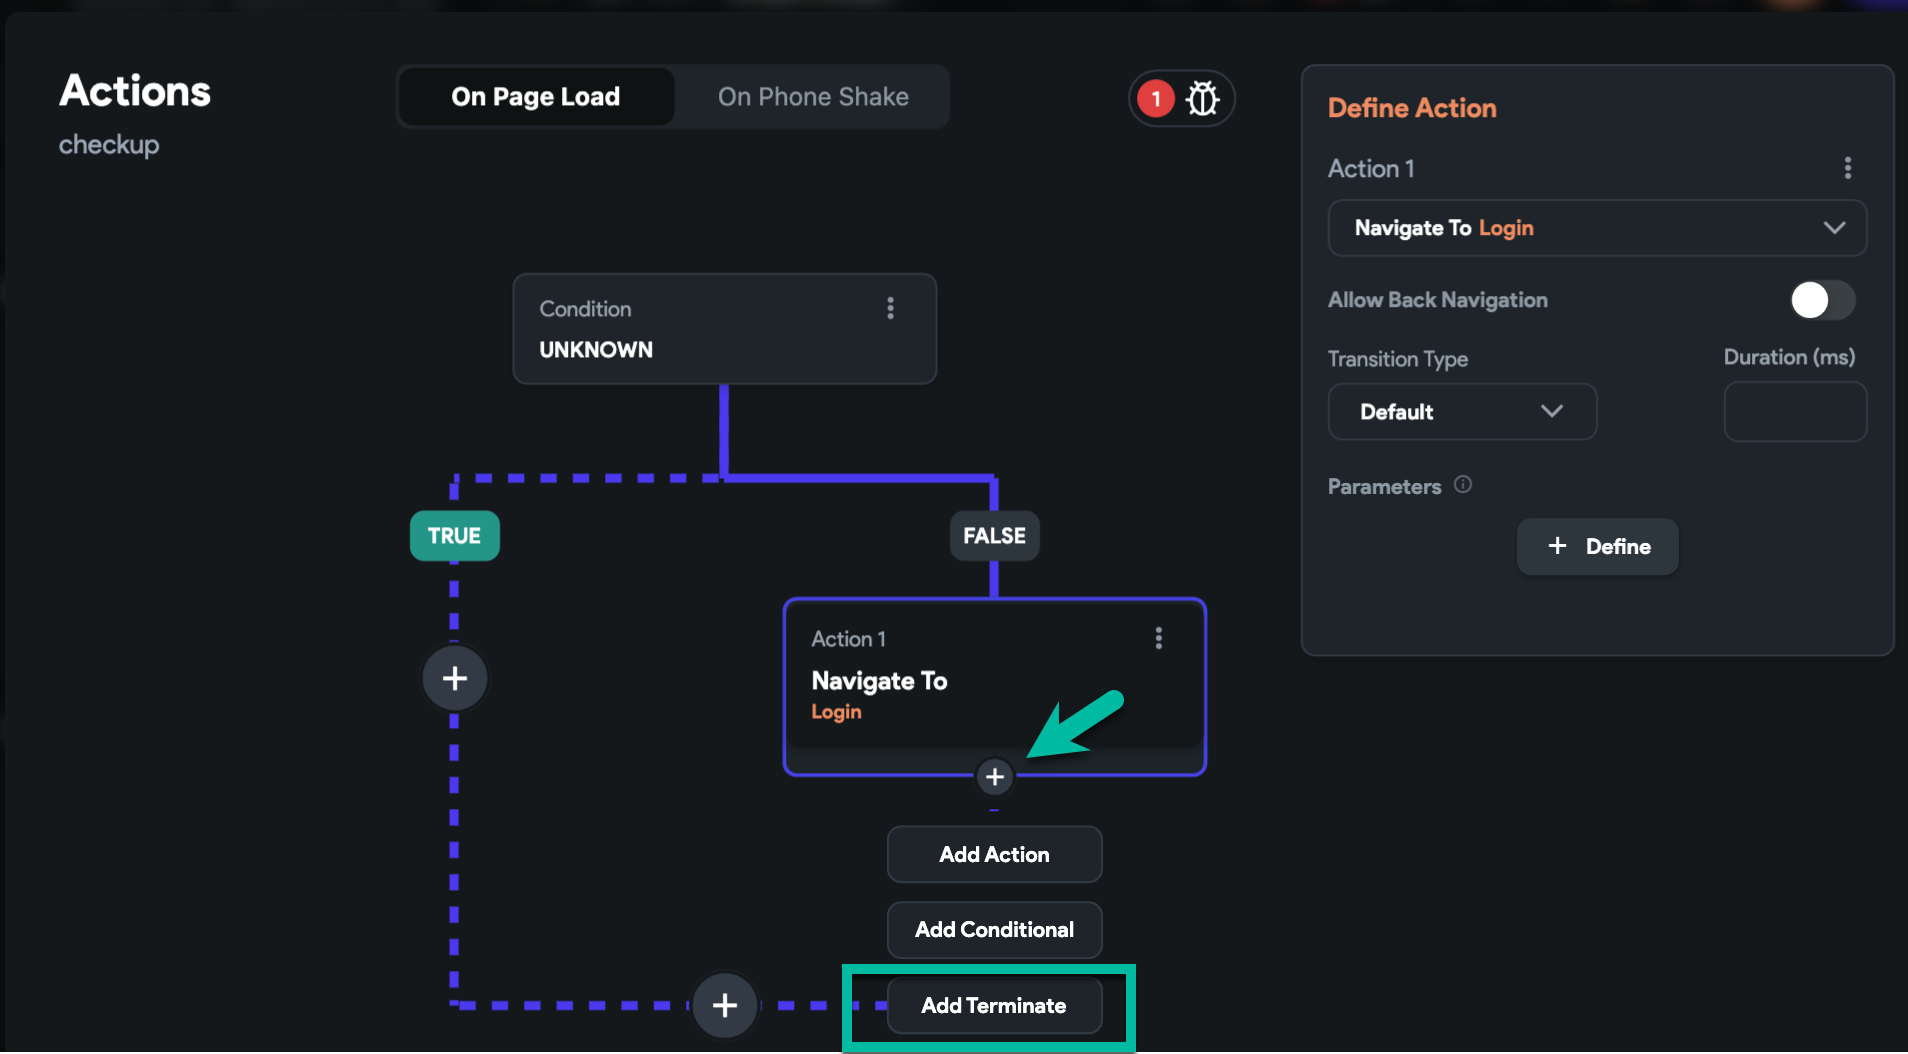 Actions
checkup
On Page Load
On Phone Shake
1
Condition
UNKNOWN
TRUE
FALSE
Action 1
Navigate To
Login
Add Action
Add Conditional
Add Terminate
Define Action
Action 1
Navigate To Login
Allow Back Navigation
Transition Type
Duration (ms)
Default
Parameters
+ Define